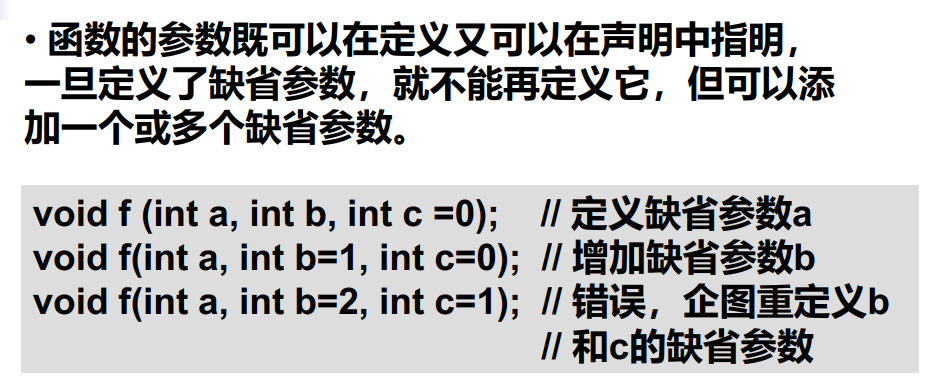 • 函数的参数既可以在定义又可以在声明中指明，
一旦定义了缺省参数，就不能再定义它，但可以添
加一个或多个缺省参数。
void f (int a, int b, int c =0); // 定义缺省参数a
void f(int a, int b=1, int c=0); // 增加缺省参数b
void f(int a, int b=2, int c=1); // 错误，企图重定义b
// 和c的缺省参数